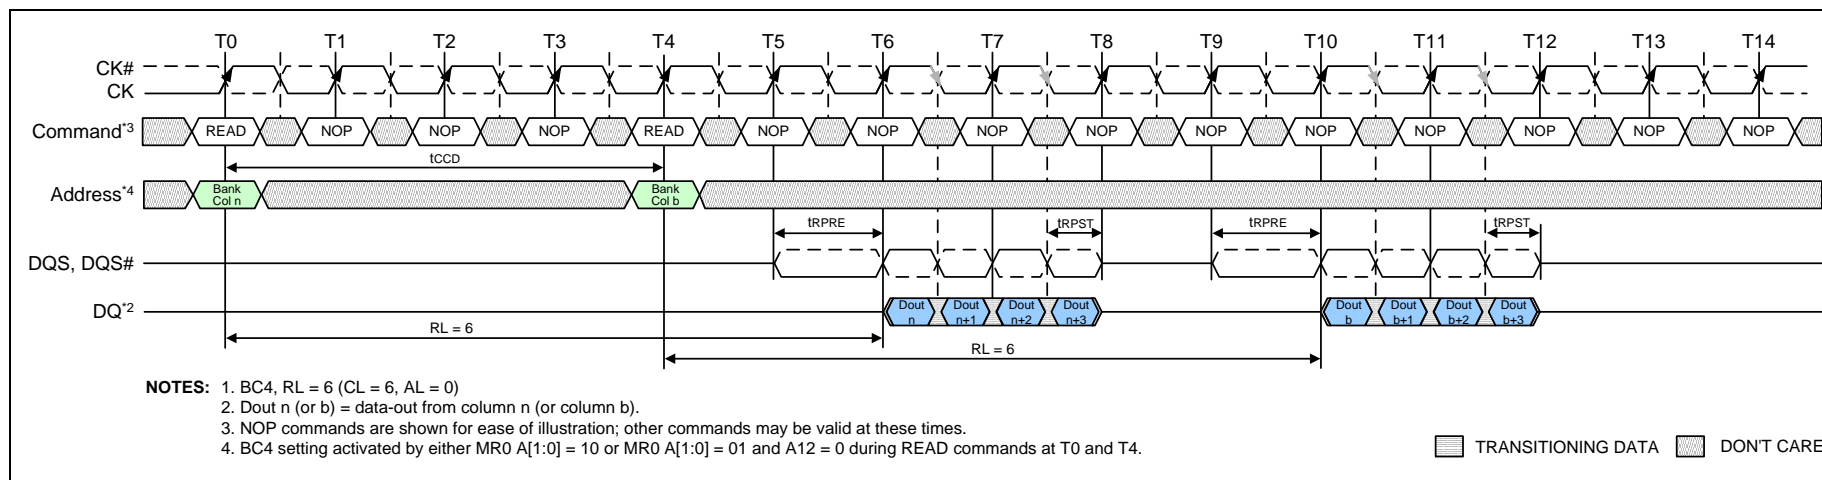 T0 T1 T2 T3 T4 T5 T6 T7 T8 T9 T10 T11 T12 T13 T14
CK#
CK
Command*3 READ NOP NOP NOP READ NOP NOP NOP NOP NOP NOP NOP NOP NOP NOP
tCCD
Address*4 Bank Col n Bank Col b
tRPRE tRPST tRPRE tRPST
DQS, DQS#
DQ*2 Dout n Dout n+1 Dout n+2 Dout n+3 Dout b Dout b+1 Dout b+2 Dout b+3
RL = 6
RL = 6
NOTES: 1. BC4, RL = 6 (CL = 6, AL = 0)
2. Dout n (or b) = data-out from column n (or column b).
3. NOP commands are shown for ease of illustration; other commands may be valid at these times.
4. BC4 setting activated by either MR0 A[1:0] = 10 or MR0 A[1:0] = 01 and A12 = 0 during READ commands at T0 and T4.
TRANSITIONING DATA DON'T CARE